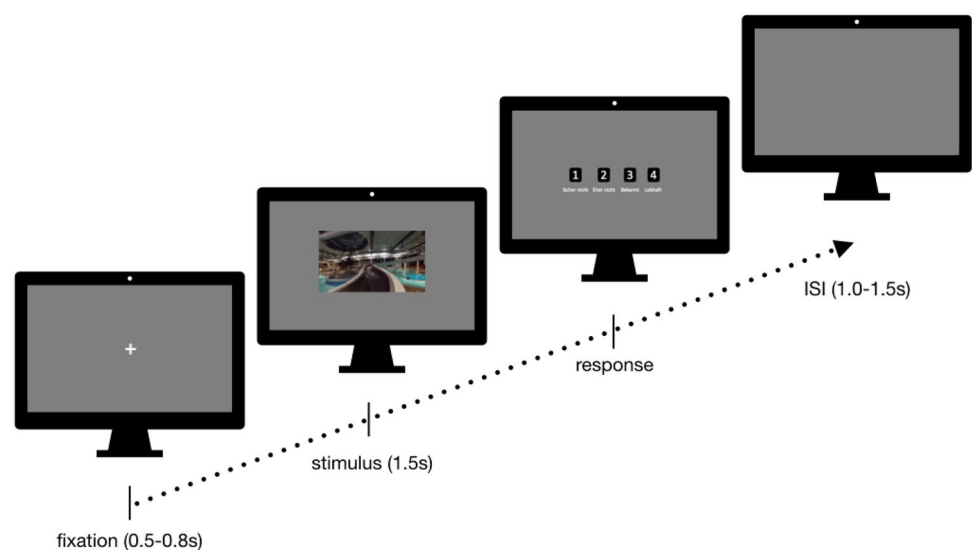 1 2 3 4
Sicher nicht Eher nicht Bekannt Lebhaft
ISI (1.0-1.5s)
response
stimulus (1.5s)
fixation (0.5-0.8s)